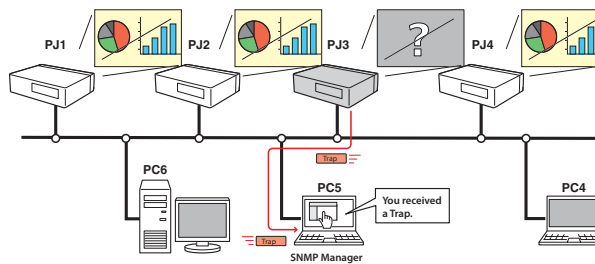 PJ1
PJ2
PJ3
?
PJ4
Trap
PC6
PC5
You received
a Trap.
PC4
Trap
SNMP Manager